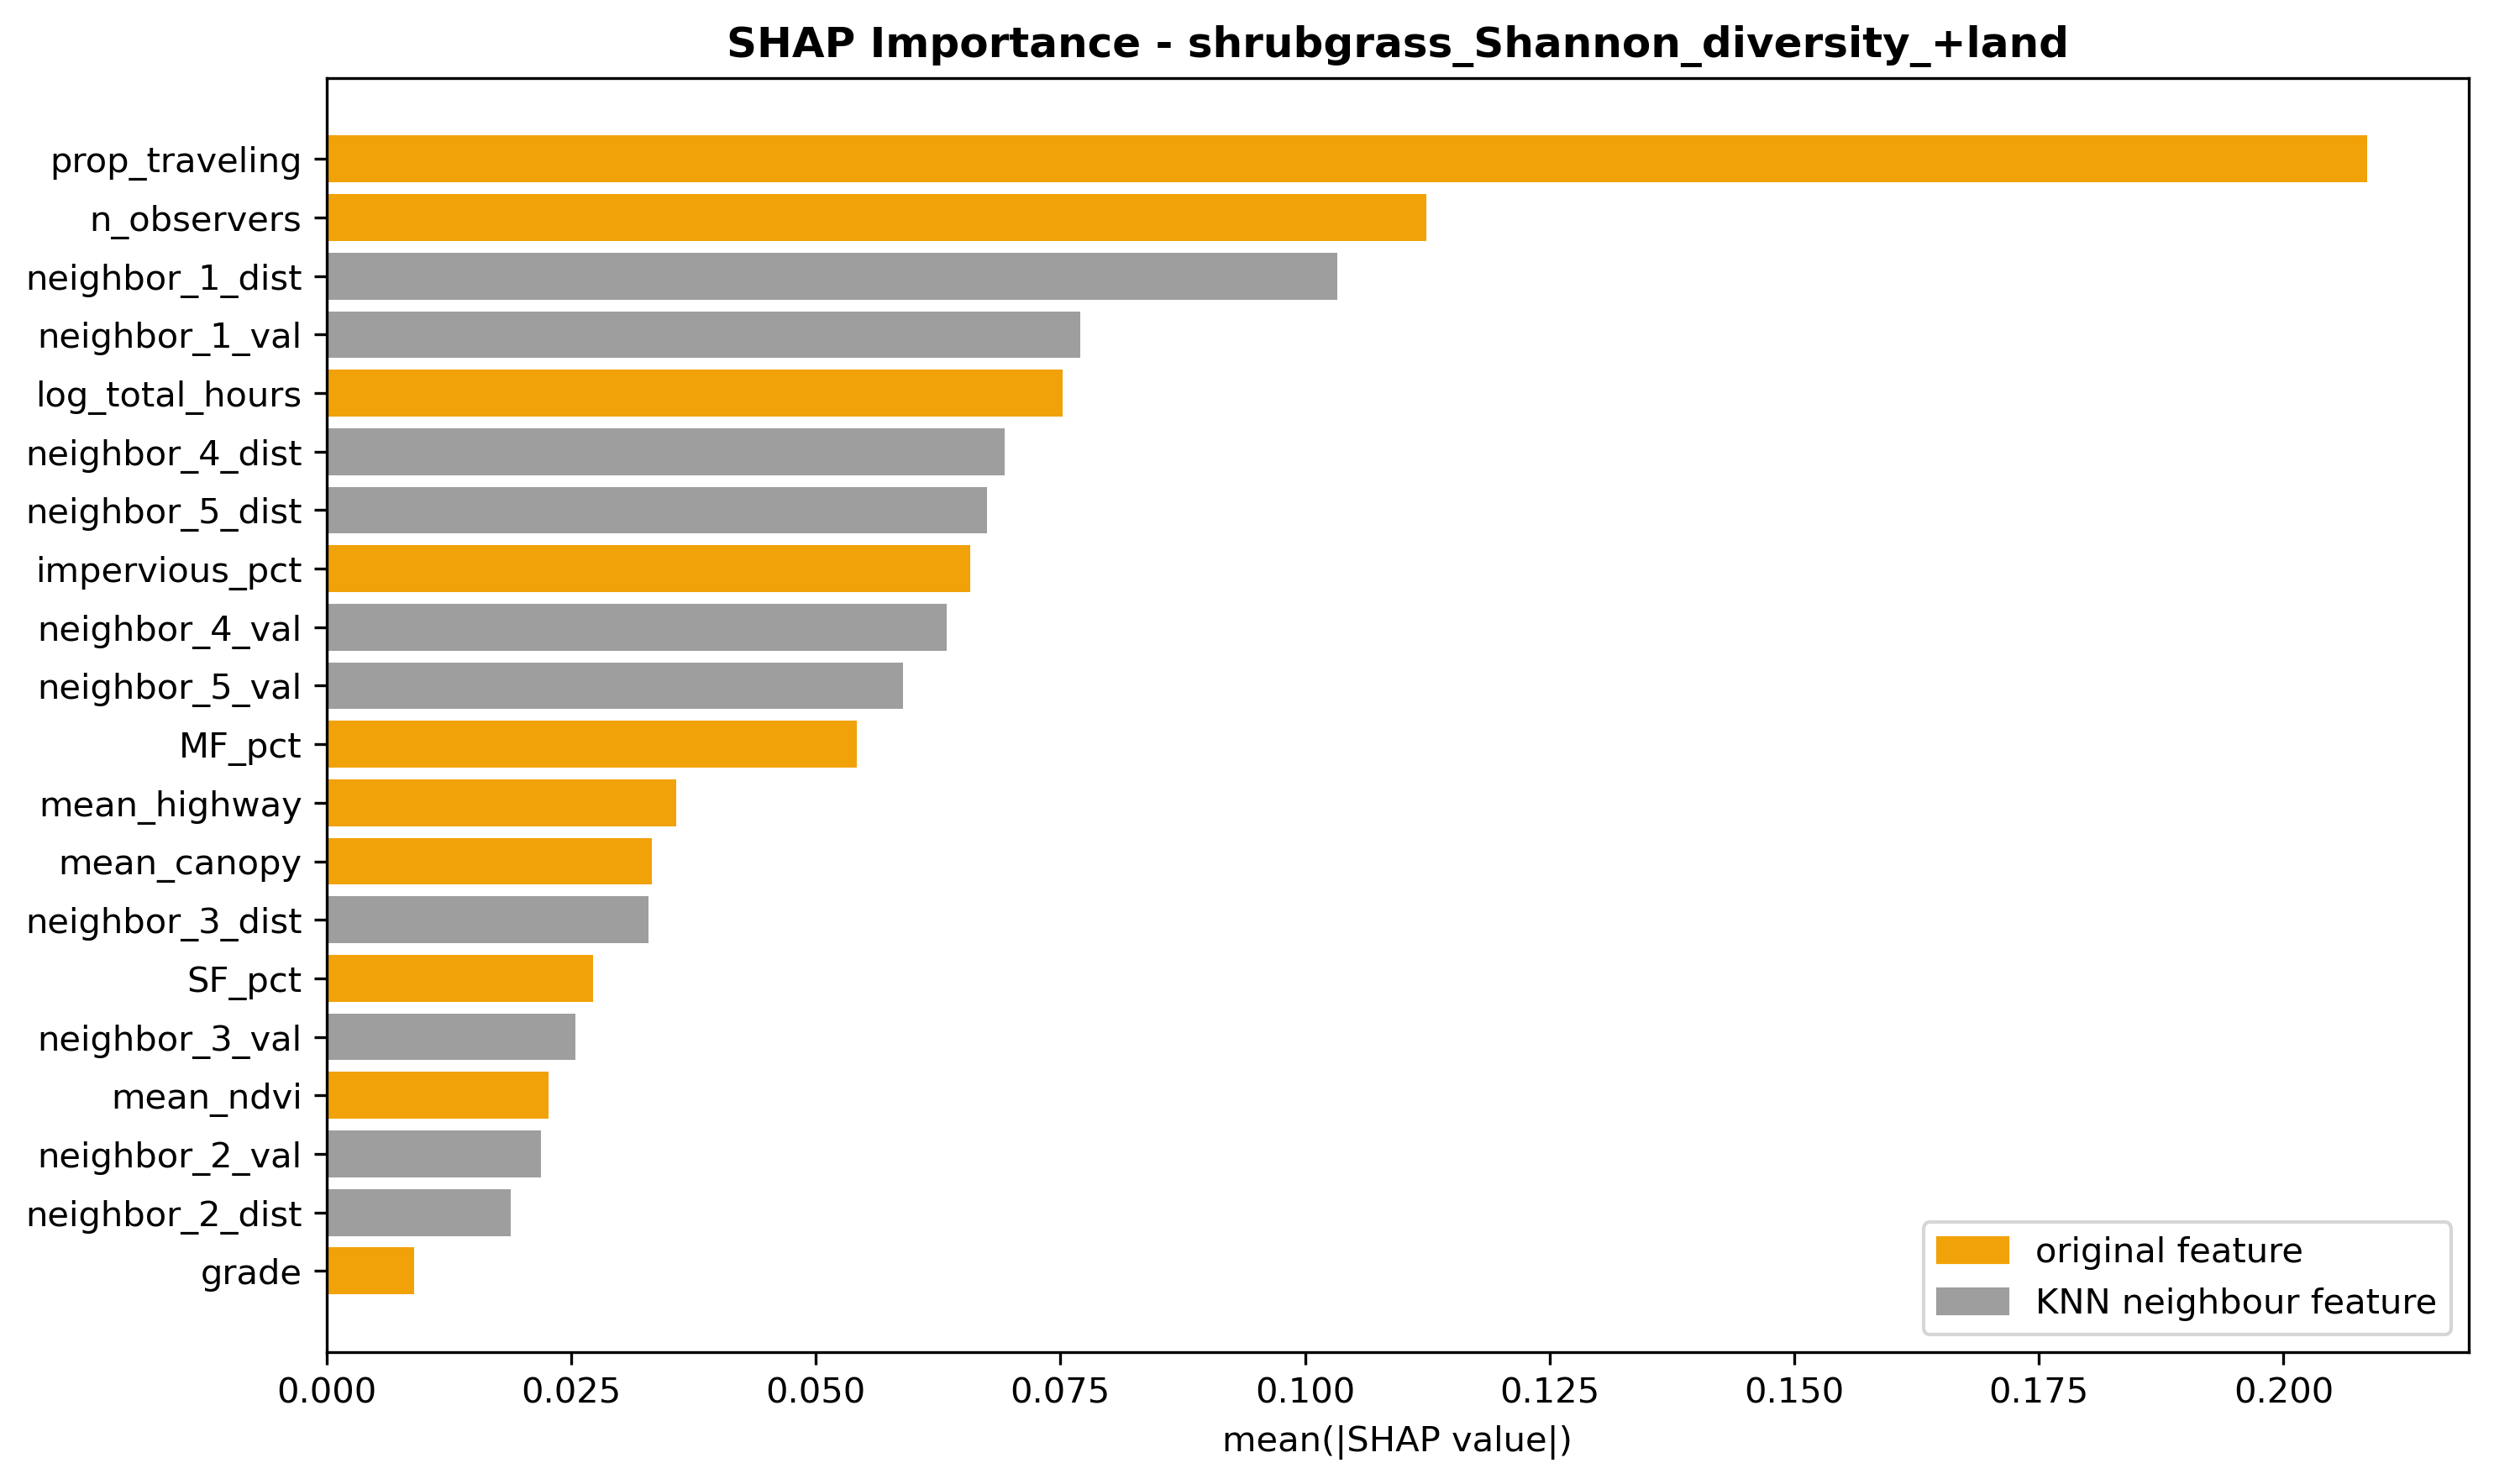 SHAP Importance - shrubgrass_Shannon_diversity_+land
prop_traveling
n_observers
neighbor_1_dist
neighbor_1_val
log_total_hours
neighbor_4_dist
neighbor_5_dist
impervious_pct
neighbor_4_val
neighbor_5_val
MF_pct
mean_highway
mean_canopy
neighbor_3_dist
SF_pct
neighbor_3_val
mean_ndvi
neighbor_2_val
neighbor_2_dist
grade
original feature
KNN neighbour feature
0.000 0.025 0.050 0.075 0.100 0.125 0.150 0.175 0.200
mean(|SHAP value|)